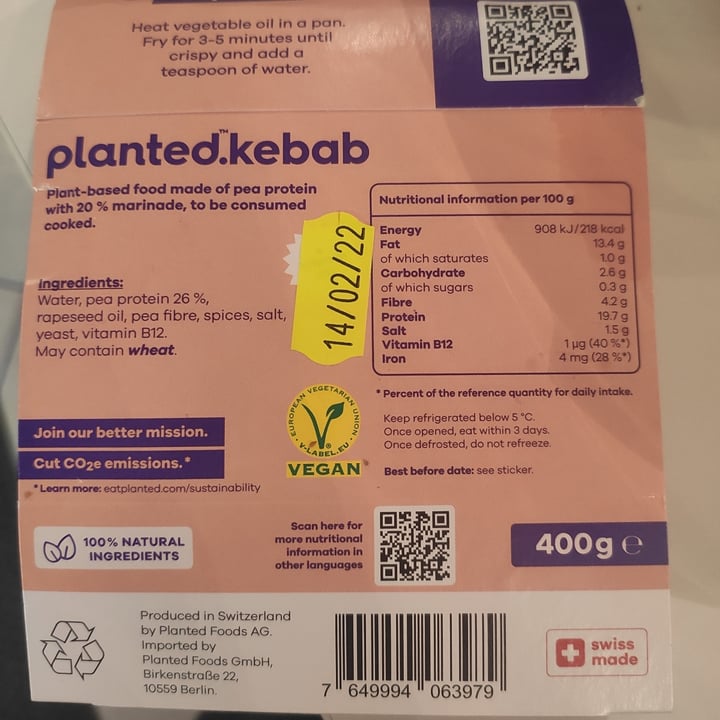 Heat vegetable oil in a pan.
Fry for 3-5 minutes until
crispy and add a
teaspoon of water.
planted.™kebab
Plant-based food made of pea protein
with 20 % marinade, to be consumed
cooked.
Ingredients:
Water, pea protein 26 %,
rapeseed oil, pea fibre, spices, salt,
yeast, vitamin B12.
May contain wheat.
14/02/22
Nutritional information per 100 g
Energy 908 kJ/218 kcal
Fat 13.4 g
of which saturates 1.0 g
Carbohydrate 2.6 g
of which sugars 0.3 g
Fibre 4.2 g
Protein 19.7 g
Salt 1.5 g
Vitamin B12 1 µg (40 %*)
Iron 4 mg (28 %*)
* Percent of the reference quantity for daily intake.
Keep refrigerated below 5 °C.
Once opened, eat within 3 days.
Once defrosted, do not refreeze.
Best before date: see sticker.
EUROPEAN VEGETARIAN UNION
V-LABEL.EU
VEGAN
Join our better mission.
Cut CO2e emissions.*
* Learn more: eatplanted.com/sustainability
100% NATURAL
INGREDIENTS
Scan here for
more nutritional
information in
other languages
400g e
Produced in Switzerland
by Planted Foods AG.
Imported by
Planted Foods GmbH,
Birkenstraße 22,
10559 Berlin.
7 649994 063979
swiss
made